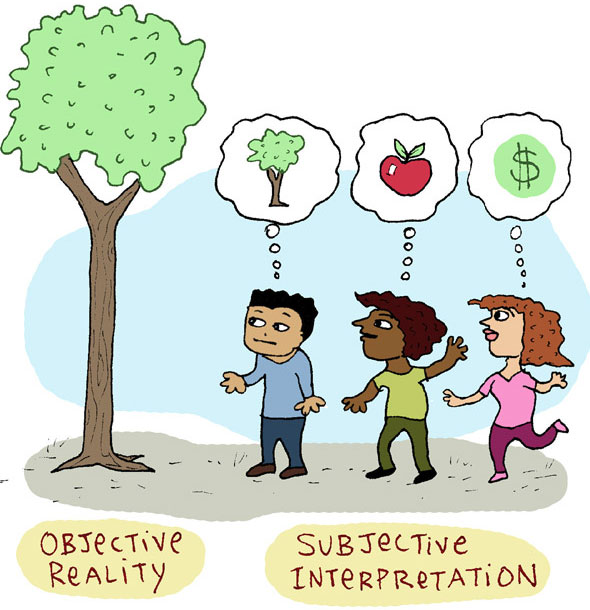 $
OBJECTIVE
REALITY
SUBJECTIVE
INTERPRETATION